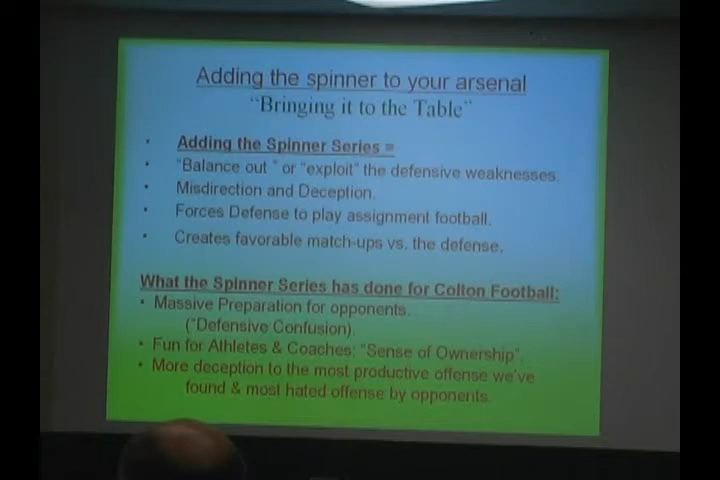 Adding the spinner to your arsenal
"Bringing it to the Table"
• Adding the Spinner Series =
• "Balance out " or "exploit" the defensive weaknesses.
• Misdirection and Deception.
• Forces Defense to play assignment football.
• Creates favorable match-ups vs. the defense.
What the Spinner Series has done for Colton Football:
• Massive Preparation for opponents.
("Defensive Confusion).
• Fun for Athletes & Coaches; "Sense of Ownership".
• More deception to the most productive offense we've
found & most hated offense by opponents.